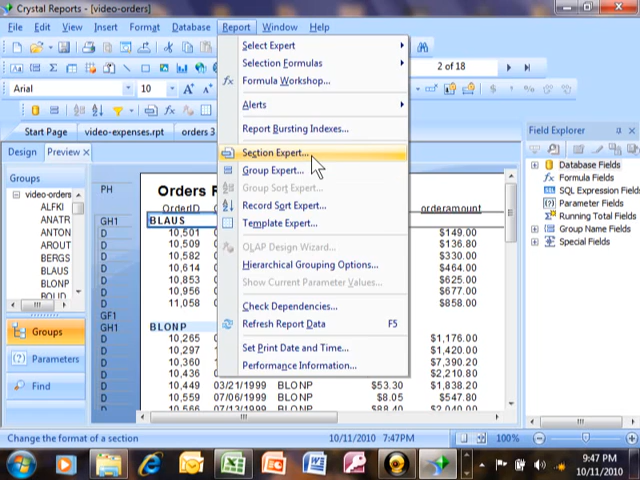 Crystal Reports - [video-orders]
File Edit View Insert Format Database Report Window Help
2 of 18
Arial 10
Start Page video-expenses.rpt orders 3
Design Preview ×
Groups
video-orders
ALFKI
ANATR
ANTON
AROUT
BERGS
BLAUS
BLONP
Groups
Parameters
Find
Select Expert
Selection Formulas
Formula Workshop...
Alerts
Report Bursting Indexes...
Section Expert...
Group Expert...
Group Sort Expert...
Record Sort Expert...
Template Expert...
OLAP Design Wizard...
Hierarchical Grouping Options...
Show Current Parameter Values...
Check Dependencies...
Refresh Report Data F5
Set Print Date and Time...
Performance Information...
PH Orders
OrderID orderamount
GH1 BLAUS
D 10,501 $149.00
D 10,509 $136.80
D 10,582 $330.00
D 10,614 $464.00
D 10,853 $625.00
D 10,956 $677.00
D 11,058 $858.00
GF1
GH1 BLONP
D 10,265 $1,176.00
D 10,297 $1,420.00
D 10,360 $7,390.20
D 10,436 $2,210.80
D 10,449 03/21/1999 BLONP $53.30 $1,838.20
D 10,559 07/06/1999 BLONP $8.05 $547.80
D 10,566 07/13/1999 BLONP $88.40 $2,040.00
Field Explorer
Database Fields
Formula Fields
SQL Expression Fields
Parameter Fields
Running Total Fields
Group Name Fields
Special Fields
Change the format of a section 10/11/2010 7:47PM 100%
9:47 PM
10/11/2010